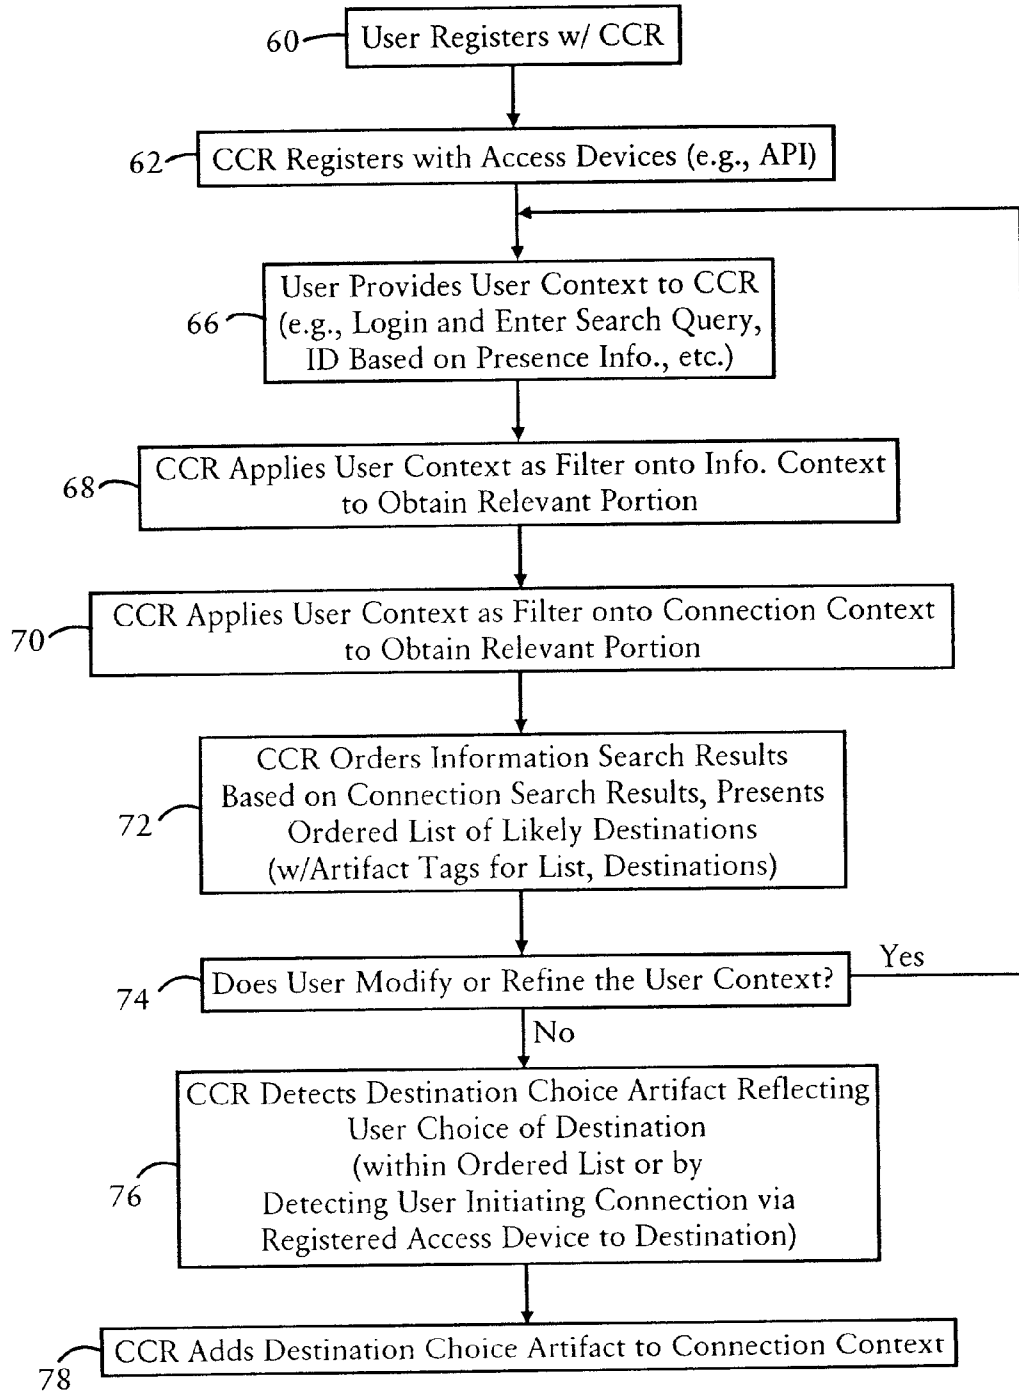 60
User Registers w/ CCR
62
CCR Registers with Access Devices (e.g., API)
66
User Provides User Context to CCR
(e.g., Login and Enter Search Query,
ID Based on Presence Info., etc.)
68
CCR Applies User Context as Filter onto Info. Context
to Obtain Relevant Portion
70
CCR Applies User Context as Filter onto Connection Context
to Obtain Relevant Portion
72
CCR Orders Information Search Results
Based on Connection Search Results, Presents
Ordered List of Likely Destinations
(w/Artifact Tags for List, Destinations)
74
Does User Modify or Refine the User Context?
Yes
No
76
CCR Detects Destination Choice Artifact Reflecting
User Choice of Destination
(within Ordered List or by
Detecting User Initiating Connection via
Registered Access Device to Destination)
78
CCR Adds Destination Choice Artifact to Connection Context